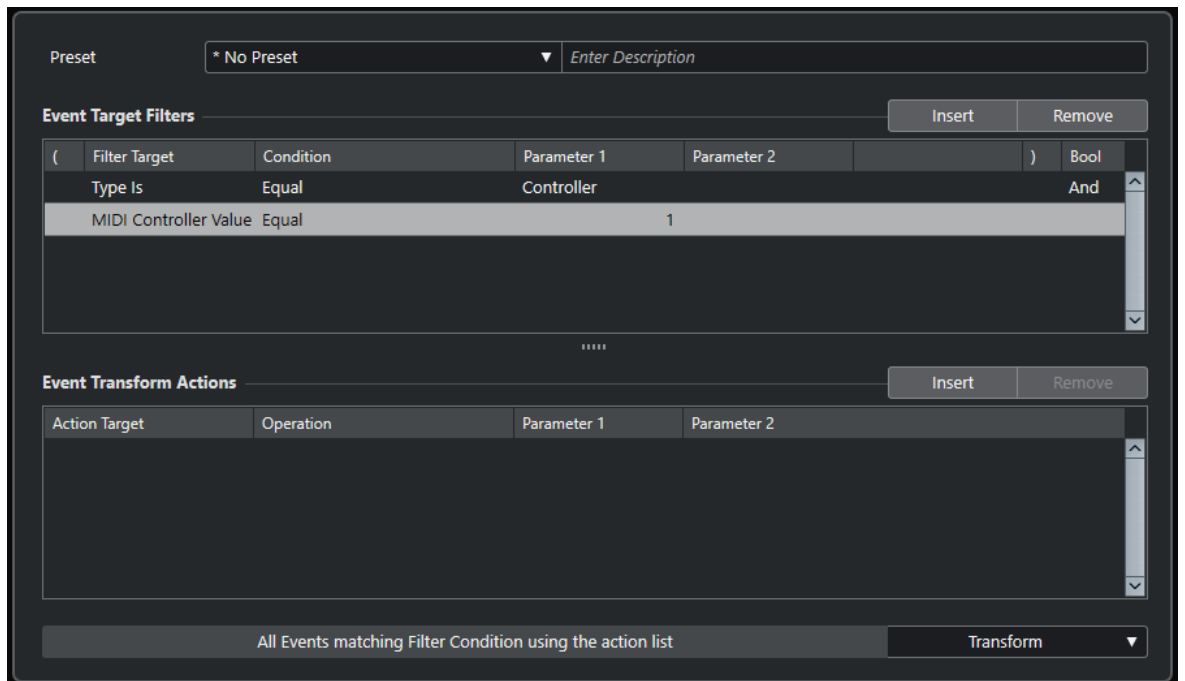 Preset * No Preset ▼ Enter Description
Event Target Filters Insert Remove
( Filter Target Condition Parameter 1 Parameter 2 ) Bool
Type Is Equal Controller And
MIDI Controller Value Equal 1
Event Transform Actions Insert Remove
Action Target Operation Parameter 1 Parameter 2
All Events matching Filter Condition using the action list Transform ▼